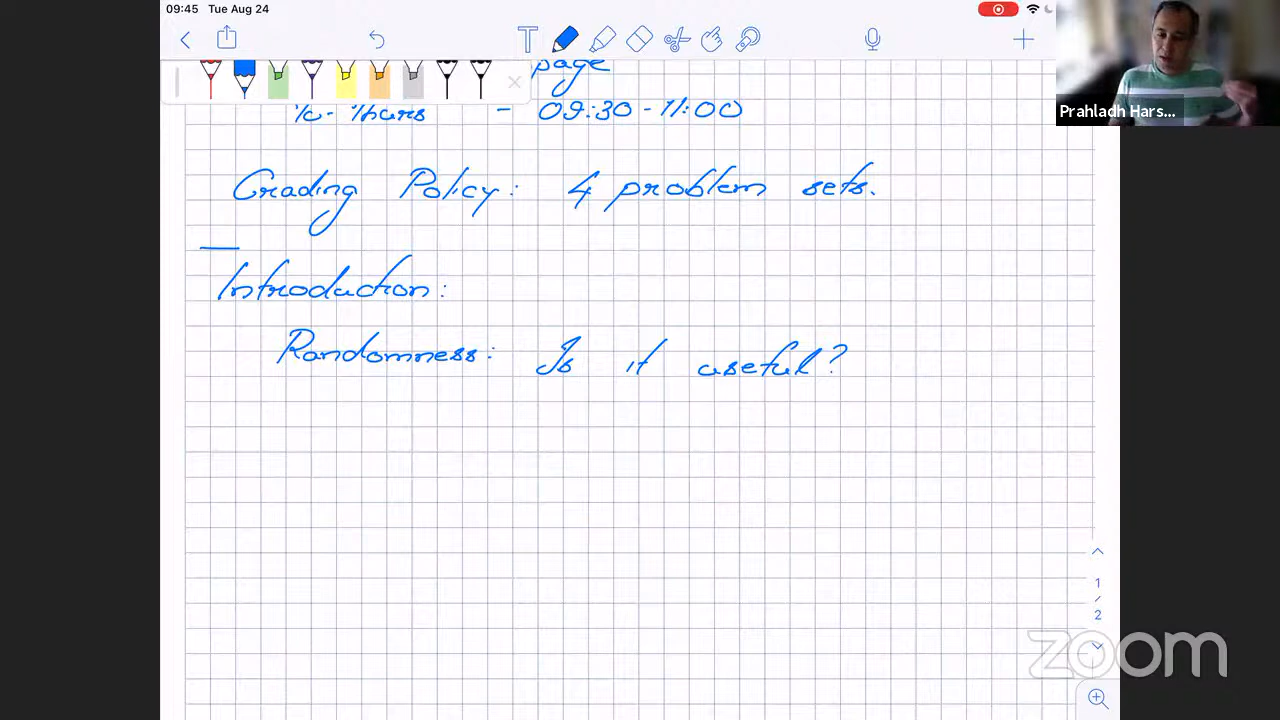 09:45 Tue Aug 24
page
Thurs - 09:30 - 11:00
Grading Policy: 4 problem sets.
Introduction:
Randomness: Is it useful?
Prahladh Hars...
1
/
2
zoom